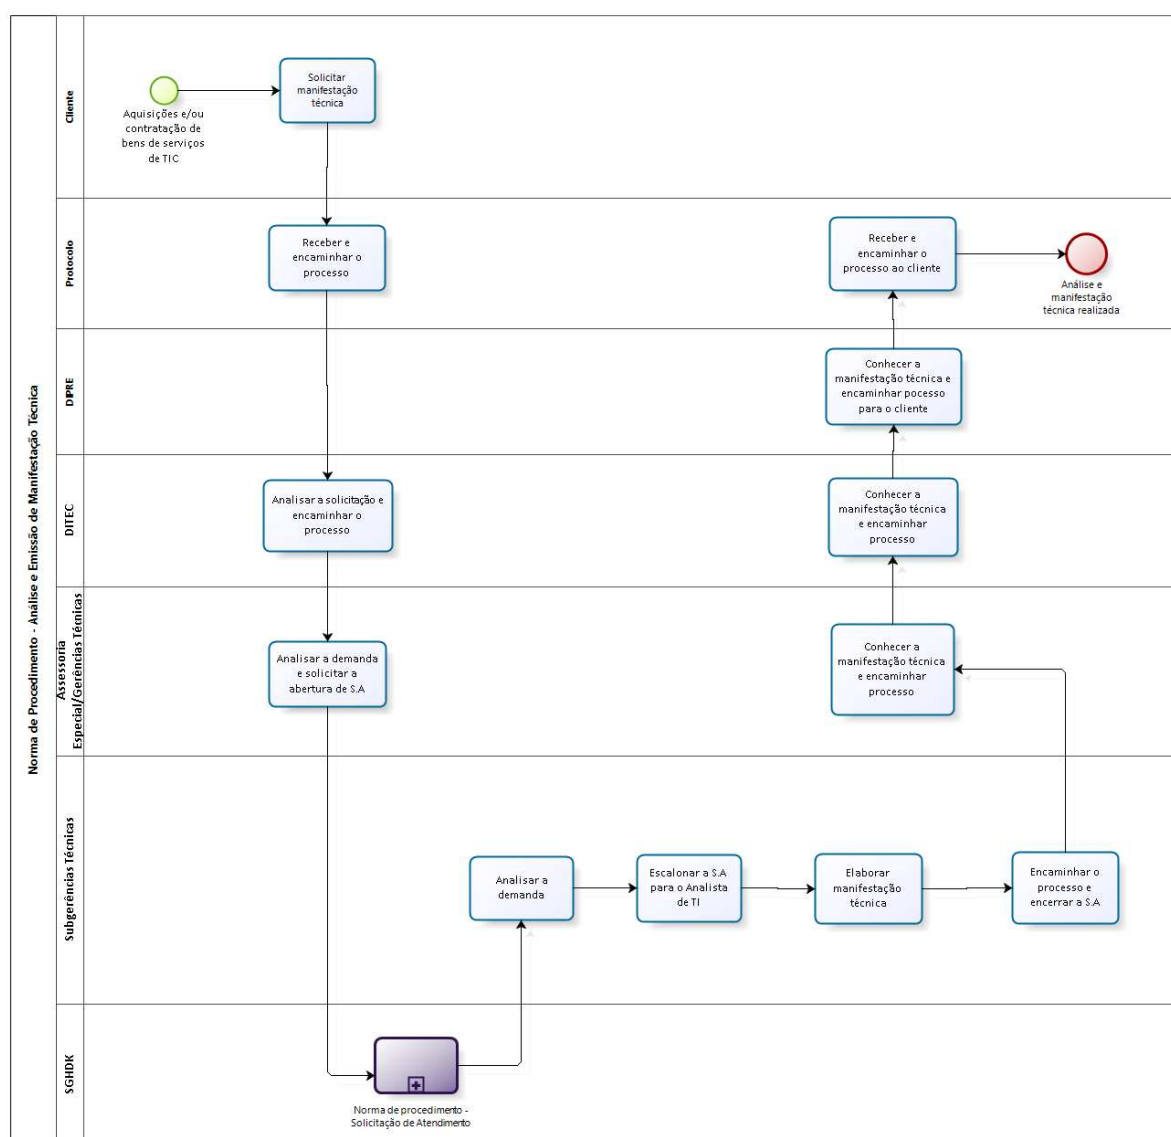 Norma de Procedimento - Análise e Emissão de Manifestação Técnica
Cliente
Aquisições e/ou
contratação de
bens de serviços
de TIC
Solicitar
manifestação
técnica
Protocolo
Receber e
encaminhar o
processo
Receber e
encaminhar o
processo ao cliente
Análise e
manifestação
técnica realizada
DIPRE
Conhecer a
manifestação técnica e
encaminhar pocesso
para o cliente
DITEC
Analisar a solicitação e
encaminhar o
processo
Conhecer a
manifestação técnica
e encaminhar
processo
Assessoria
Especial/Gerências Técnicas
Analisar a demanda
e solicitar a
abertura de S.A
Conhecer a
manifestação técnica
e encaminhar
processo
Subgerências Técnicas
Analisar a
demanda
Escalonar a S.A
para o Analista
de TI
Elaborar
manifestação
técnica
Encaminhar o
processo e
encerrar a S.A
SGHDK
Norma de procedimento -
Solicitação de Atendimento